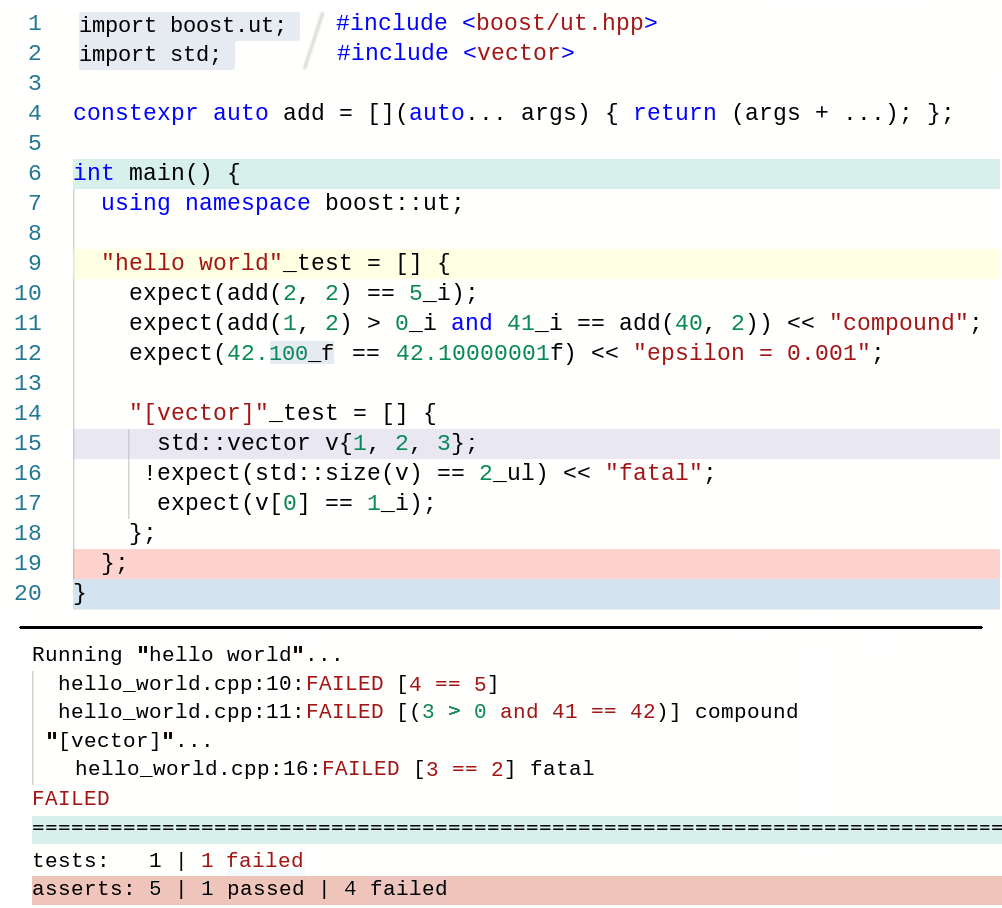 1 import boost.ut; / #include <boost/ut.hpp>
2 import std; #include <vector>
3
4 constexpr auto add = [](auto... args) { return (args + ...); };
5
6 int main() {
7   using namespace boost::ut;
8
9   "hello world"_test = [] {
10     expect(add(2, 2) == 5_i);
11     expect(add(1, 2) > 0_i and 41_i == add(40, 2)) << "compound";
12     expect(42.100_f == 42.10000001f) << "epsilon = 0.001";
13
14     "[vector]"_test = [] {
15       std::vector v{1, 2, 3};
16      !expect(std::size(v) == 2_ul) << "fatal";
17       expect(v[0] == 1_i);
18     };
19   };
20 }
Running "hello world"...
  hello_world.cpp:10:FAILED [4 == 5]
  hello_world.cpp:11:FAILED [(3 > 0 and 41 == 42)] compound
 "[vector]"...
   hello_world.cpp:16:FAILED [3 == 2] fatal
FAILED
===========================================================================
tests:   1 | 1 failed
asserts: 5 | 1 passed | 4 failed